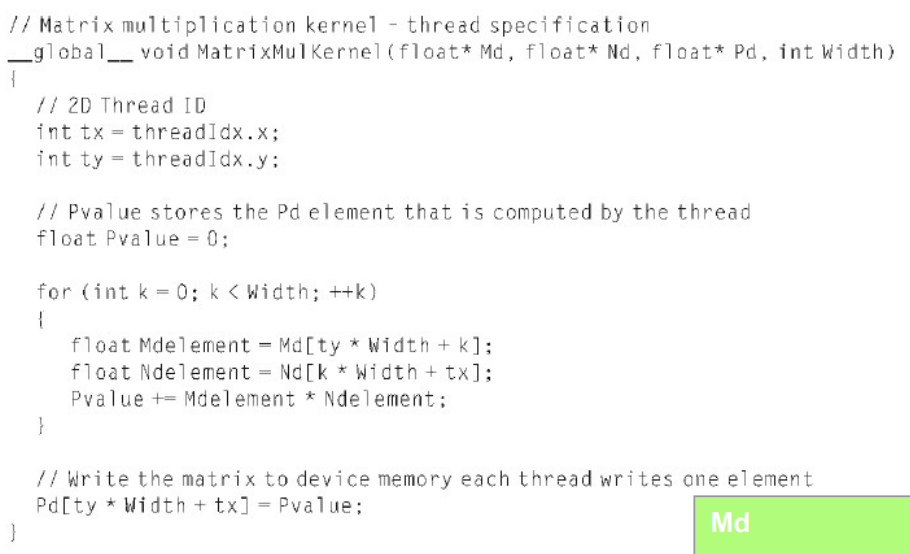 // Matrix multiplication kernel – thread specification
__global__ void MatrixMulKernel(float* Md, float* Nd, float* Pd, int Width)
{
// 2D Thread ID
int tx = threadIdx.x;
int ty = threadIdx.y;
// Pvalue stores the Pd element that is computed by the thread
float Pvalue = 0;
for (int k = 0; k < Width; ++k)
{
float Mdelement = Md[ty * Width + k];
float Ndelement = Nd[k * Width + tx];
Pvalue += Mdelement * Ndelement;
}
// Write the matrix to device memory each thread writes one element
Pd[ty * Width + tx] = Pvalue;
}
Md